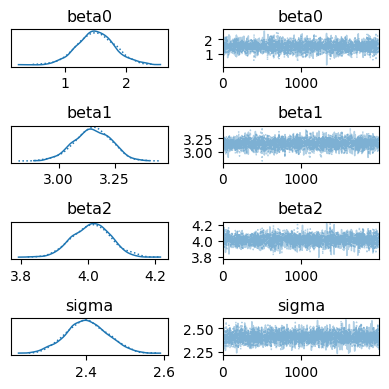 beta0 beta0
2
1
1 2 0 1000
beta1 beta1
3.25
3.00
3.00 3.25 0 1000
beta2 beta2
4.2
4.0
3.8
3.8 4.0 4.2 0 1000
sigma sigma
2.50
2.25
2.4 2.6 0 1000